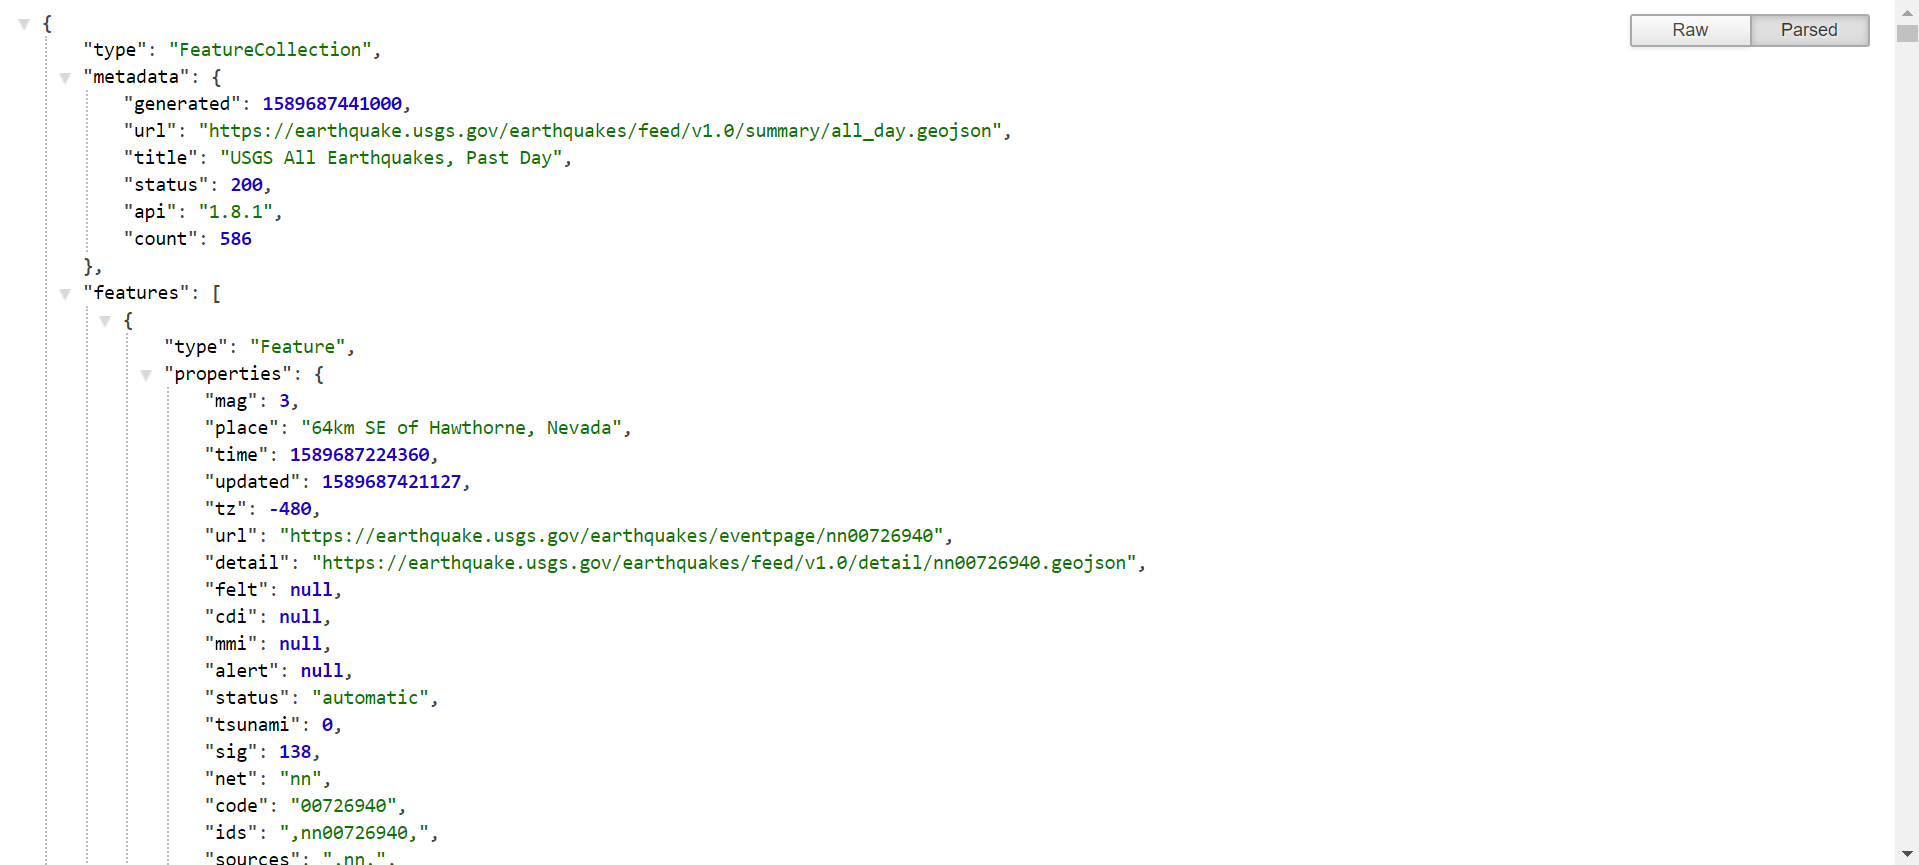 {
Raw Parsed
"type": "FeatureCollection",
"metadata": {
"generated": 1589687441000,
"url": "https://earthquake.usgs.gov/earthquakes/feed/v1.0/summary/all_day.geojson",
"title": "USGS All Earthquakes, Past Day",
"status": 200,
"api": "1.8.1",
"count": 586
},
"features": [
{
"type": "Feature",
"properties": {
"mag": 3,
"place": "64km SE of Hawthorne, Nevada",
"time": 1589687224360,
"updated": 1589687421127,
"tz": -480,
"url": "https://earthquake.usgs.gov/earthquakes/eventpage/nn00726940",
"detail": "https://earthquake.usgs.gov/earthquakes/feed/v1.0/detail/nn00726940.geojson",
"felt": null,
"cdi": null,
"mmi": null,
"alert": null,
"status": "automatic",
"tsunami": 0,
"sig": 138,
"net": "nn",
"code": "00726940",
"ids": ",nn00726940,",
"sources": ",nn,",